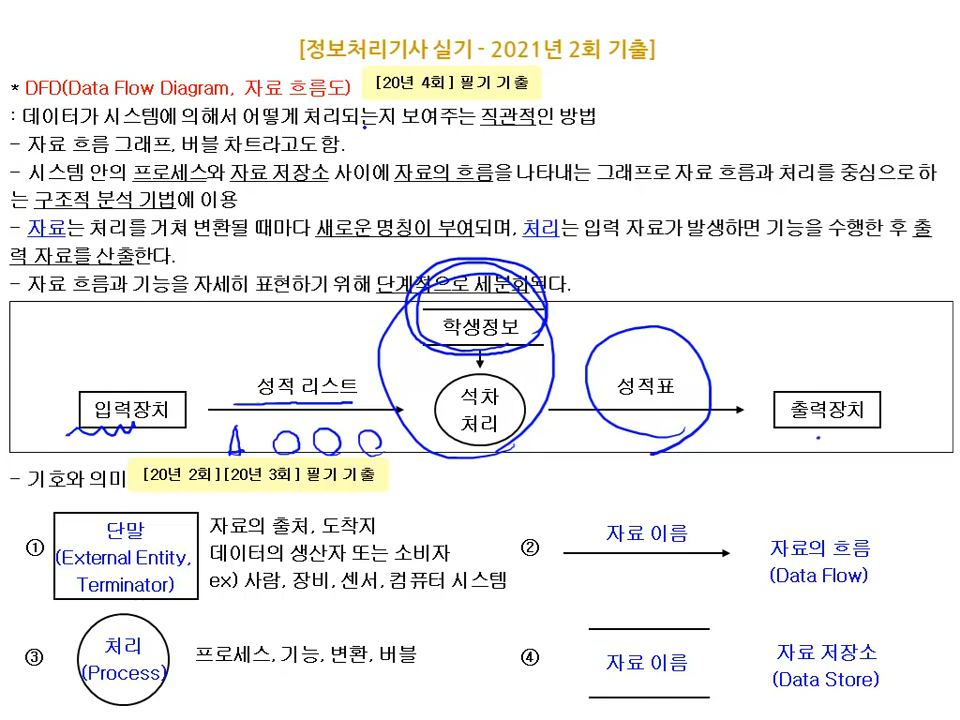 [정보처리기사 실기 - 2021년 2회 기출]
* DFD(Data Flow Diagram, 자료 흐름도) [20년 4회] 필기 기출
: 데이터가 시스템에 의해서 어떻게 처리되는지 보여주는 직관적인 방법
- 자료 흐름 그래프, 버블 차트라고도 함.
- 시스템 안의 프로세스와 자료 저장소 사이에 자료의 흐름을 나타내는 그래프로 자료 흐름과 처리를 중심으로 하
는 구조적 분석 기법에 이용
- 자료는 처리를 거쳐 변환될 때마다 새로운 명칭이 부여되며, 처리는 입력 자료가 발생하면 기능을 수행한 후 출
력 자료를 산출한다.
- 자료 흐름과 기능을 자세히 표현하기 위해 단계적으로 세분화된다.
학생정보
성적 리스트
성적표
입력장치
석차
처리
출력장치
- 기호와 의미 [20년 2회][20년 3회] 필기 기출
①
단말
(External Entity,
Terminator)
자료의 출처, 도착지
데이터의 생산자 또는 소비자
ex) 사람, 장비, 센서, 컴퓨터 시스템
②
자료 이름
자료의 흐름
(Data Flow)
③
처리
(Process)
프로세스, 기능, 변환, 버블
④
자료 이름
자료 저장소
(Data Store)